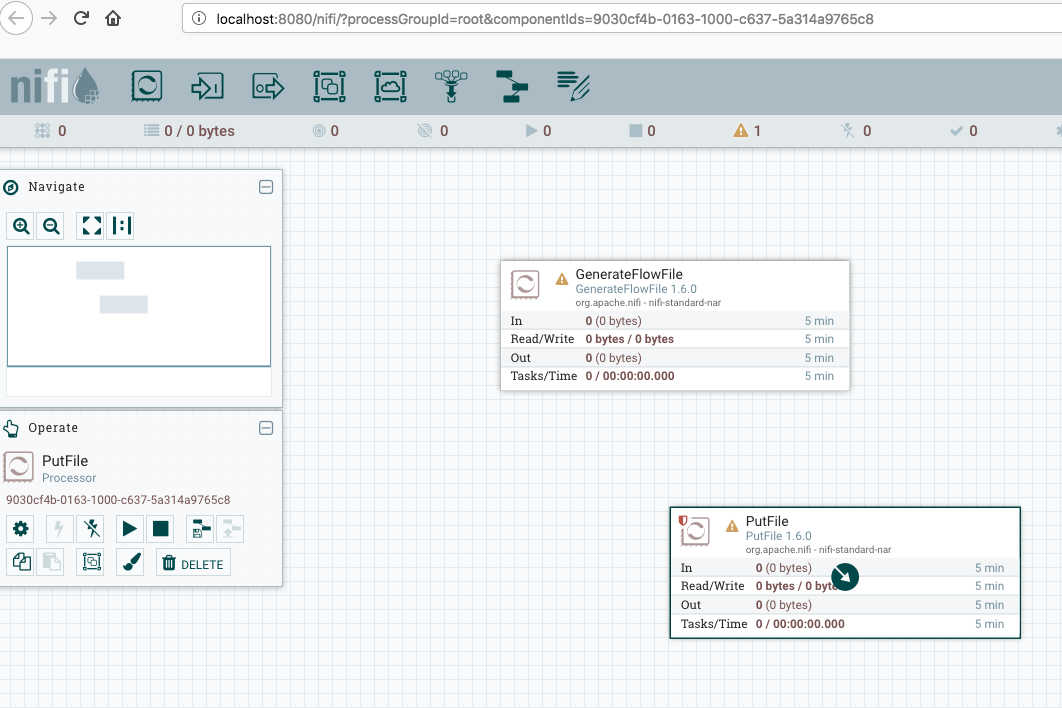 localhost:8080/nifi/?processGroupId=root&componentIds=9030cf4b-0163-1000-c637-5a314a9765c8
nifi
0 0 / 0 bytes 0 0 0 0 1 0 0
Navigate
GenerateFlowFile
GenerateFlowFile 1.6.0
org.apache.nifi - nifi-standard-nar
In 0 (0 bytes) 5 min
Read/Write 0 bytes / 0 bytes 5 min
Out 0 (0 bytes) 5 min
Tasks/Time 0 / 00:00:00.000 5 min
Operate
PutFile
Processor
9030cf4b-0163-1000-c637-5a314a9765c8
DELETE
PutFile
PutFile 1.6.0
org.apache.nifi - nifi-standard-nar
In 0 (0 bytes) 5 min
Read/Write 0 bytes / 0 byte 5 min
Out 0 (0 bytes) 5 min
Tasks/Time 0 / 00:00:00.000 5 min